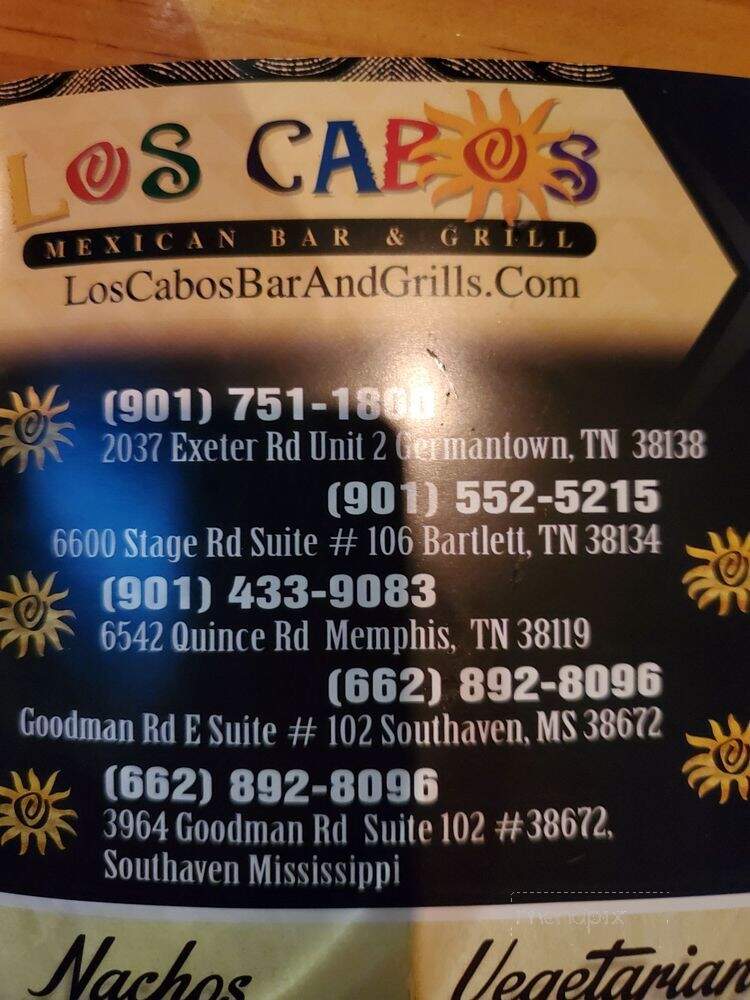 LOS CABOS
MEXICAN BAR & GRILL
LosCabosBarAndGrills.Com
(901) 751-1800
2037 Exeter Rd Unit 2 Germantown, TN 38138
(901) 552-5215
6600 Stage Rd Suite # 106 Bartlett, TN 38134
(901) 433-9083
6542 Quince Rd Memphis, TN 38119
(662) 892-8096
Goodman Rd E Suite # 102 Southaven, MS 38672
(662) 892-8096
3964 Goodman Rd Suite 102 #38672,
Southaven Mississippi
menupix
Nachos Vegetarian